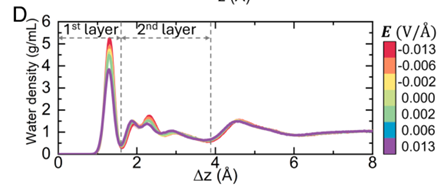 D
1st layer 2nd layer
E (V/Å)
-0.013
-0.006
-0.002
0.000
0.002
0.006
0.013
Water density (g/mL)
6
5
4
3
2
1
0
0 2 4 6 8
Δz (Å)